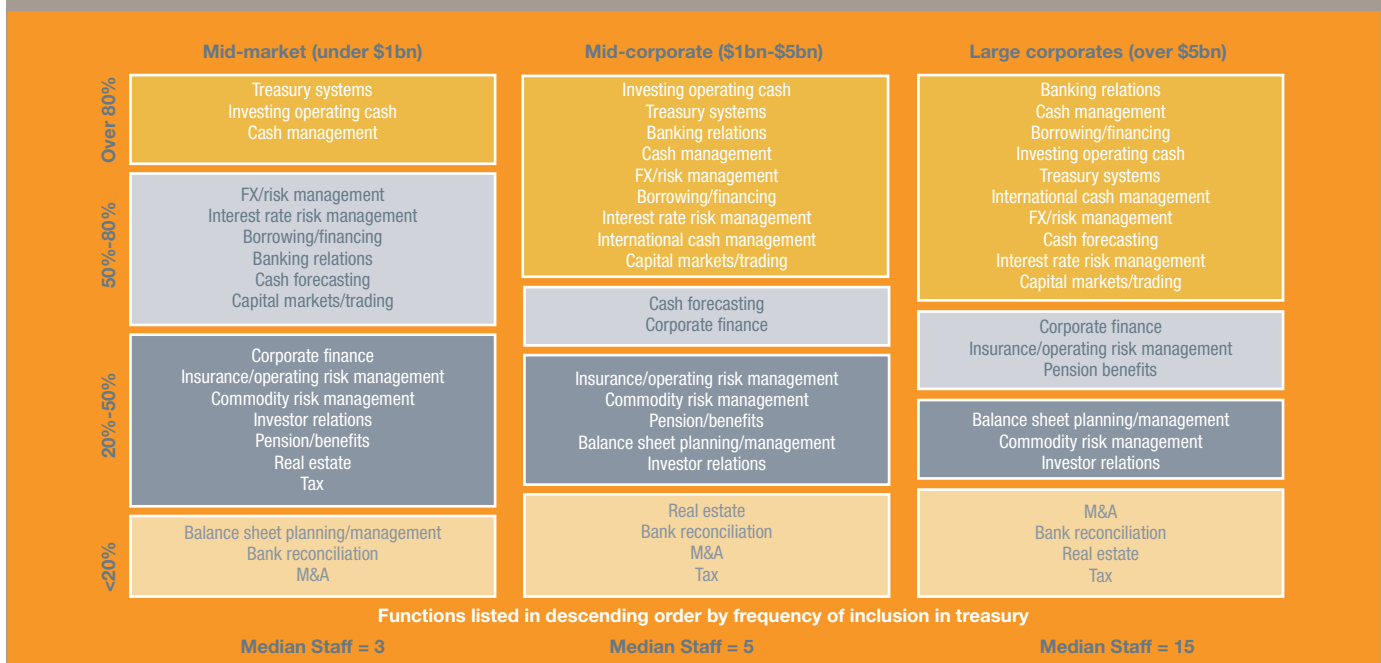 Mid-market (under $1bn)
Mid-corporate ($1bn-$5bn)
Large corporates (over $5bn)
Over 80%
Treasury systems
Investing operating cash
Cash management
Investing operating cash
Treasury systems
Banking relations
Cash management
FX/risk management
Borrowing/financing
Interest rate risk management
International cash management
Capital markets/trading
Banking relations
Cash management
Borrowing/financing
Investing operating cash
Treasury systems
International cash management
FX/risk management
Cash forecasting
Interest rate risk management
Capital markets/trading
50%-80%
FX/risk management
Interest rate risk management
Borrowing/financing
Banking relations
Cash forecasting
Capital markets/trading
Cash forecasting
Corporate finance
Corporate finance
Insurance/operating risk management
Pension benefits
20%-50%
Corporate finance
Insurance/operating risk management
Commodity risk management
Investor relations
Pension/benefits
Real estate
Tax
Insurance/operating risk management
Commodity risk management
Pension/benefits
Balance sheet planning/management
Investor relations
Balance sheet planning/management
Commodity risk management
Investor relations
<20%
Balance sheet planning/management
Bank reconciliation
M&A
Real estate
Bank reconciliation
M&A
Tax
M&A
Bank reconciliation
Real estate
Tax
Functions listed in descending order by frequency of inclusion in treasury
Median Staff = 3
Median Staff = 5
Median Staff = 15